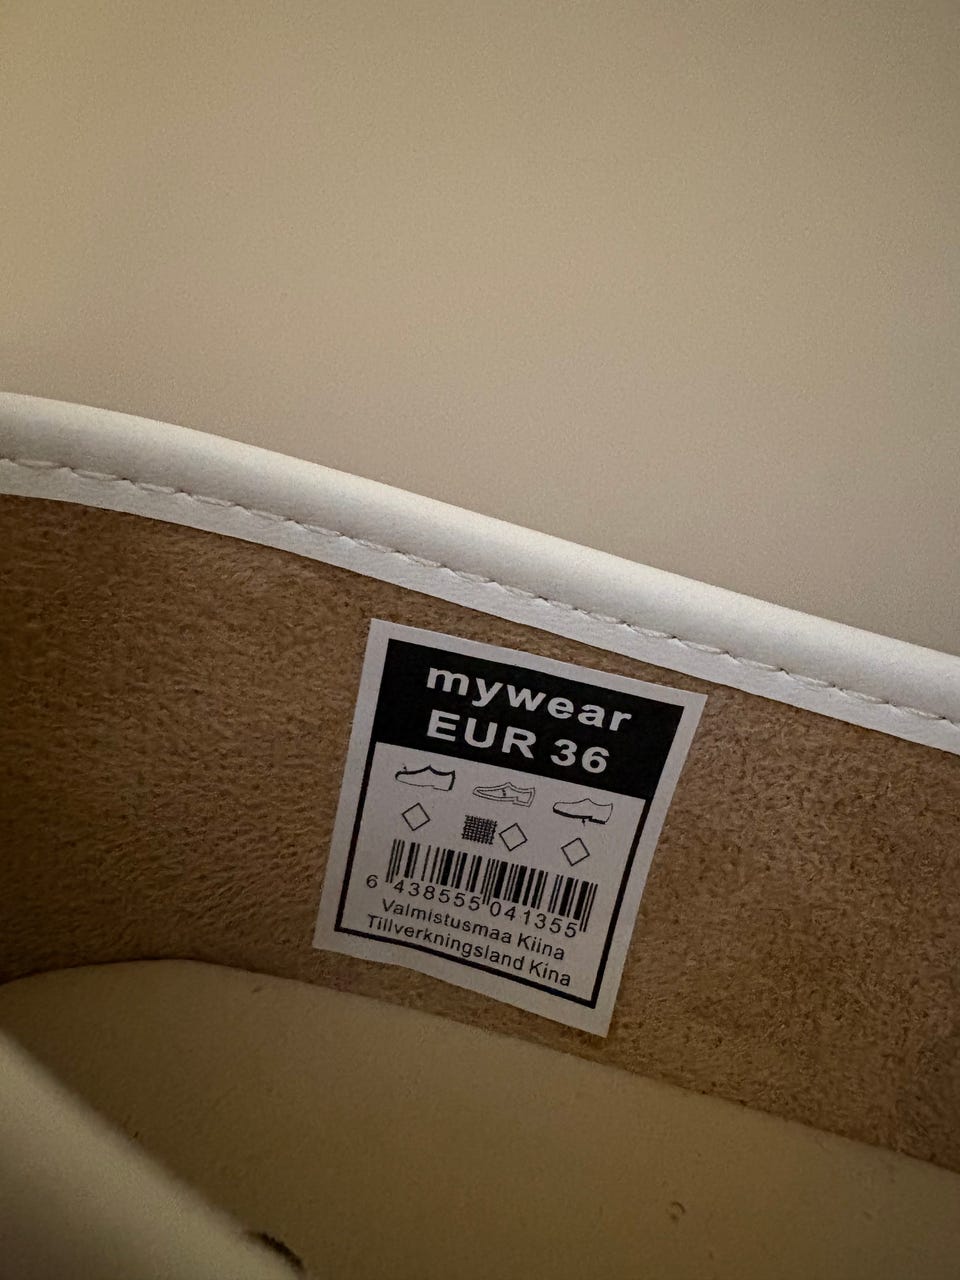 mywear
EUR 36
6 438555 041355
Valmistusmaa Kiina
Tillverkningsland Kina